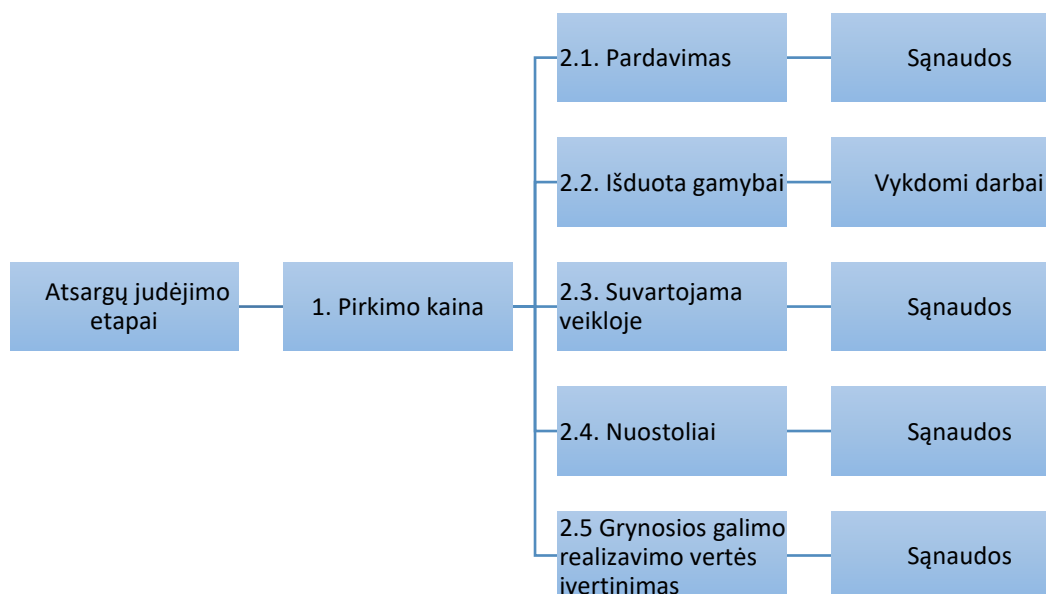 2.1. Pardavimas
Sąnaudos
2.2. Išduota gamybai
Vykdomi darbai
Atsargų judėjimo
etapai
1. Pirkimo kaina
2.3. Suvartojama
veikloje
Sąnaudos
2.4. Nuostoliai
Sąnaudos
2.5 Grynosios galimo
realizavimo vertės
įvertinimas
Sąnaudos